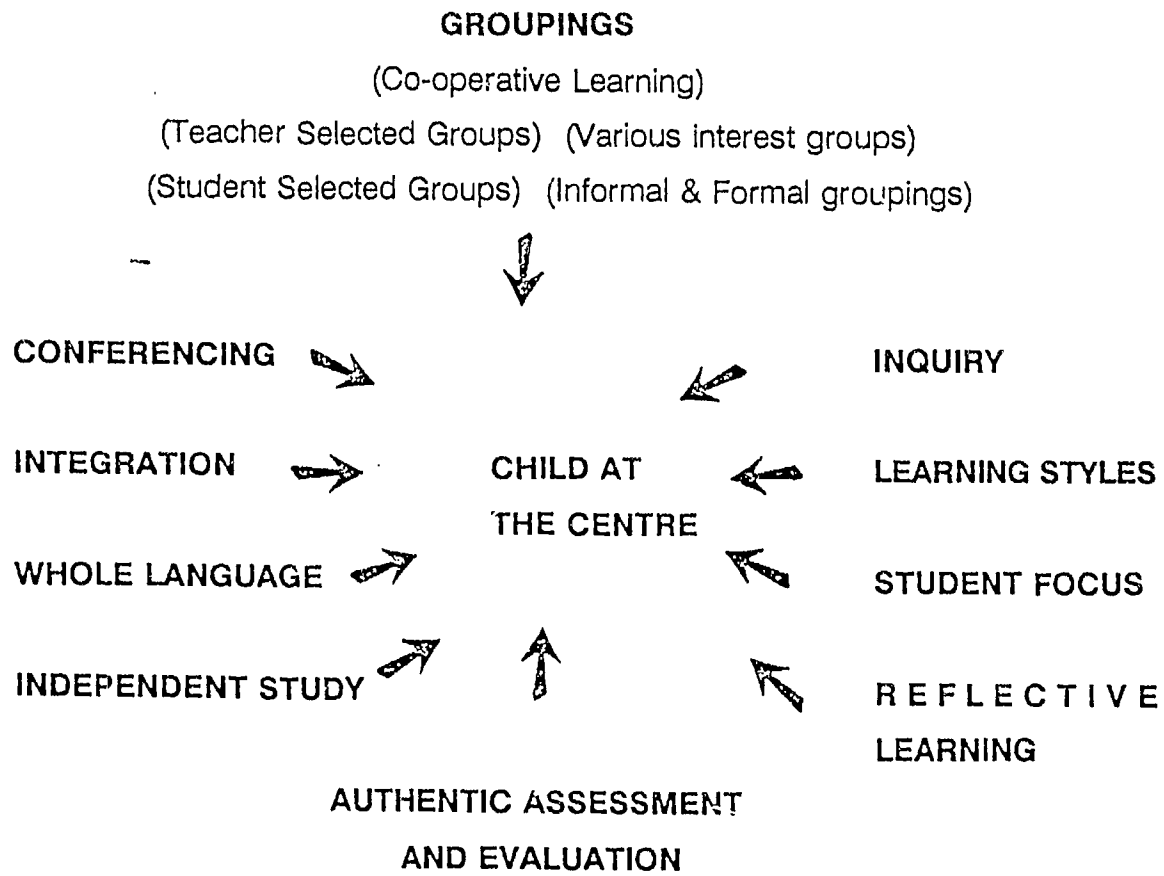 GROUPINGS
(Co-operative Learning)
(Teacher Selected Groups) (Various interest groups)
(Student Selected Groups) (Informal & Formal groupings)
CONFERENCING
INQUIRY
INTEGRATION
CHILD AT
THE CENTRE
LEARNING STYLES
WHOLE LANGUAGE
STUDENT FOCUS
INDEPENDENT STUDY
REFLECTIVE
LEARNING
AUTHENTIC ASSESSMENT
AND EVALUATION